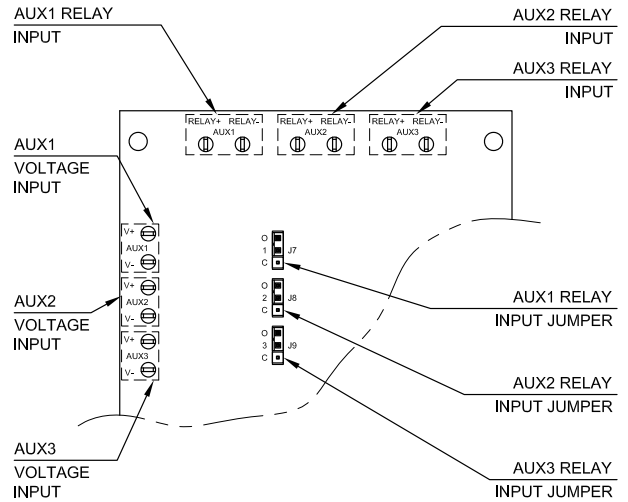 AUX1 RELAY
INPUT
AUX2 RELAY
INPUT
AUX3 RELAY
INPUT
RELAY+ RELAY-
AUX1
RELAY+ RELAY-
AUX2
RELAY+ RELAY-
AUX3
AUX1
VOLTAGE
INPUT
V+
AUX1
V-
AUX2
VOLTAGE
INPUT
V+
AUX2
V-
V+
AUX3
V-
AUX3
VOLTAGE
INPUT
O
1 J7
C
O
2 J8
C
O
3 J9
C
AUX1 RELAY
INPUT JUMPER
AUX2 RELAY
INPUT JUMPER
AUX3 RELAY
INPUT JUMPER